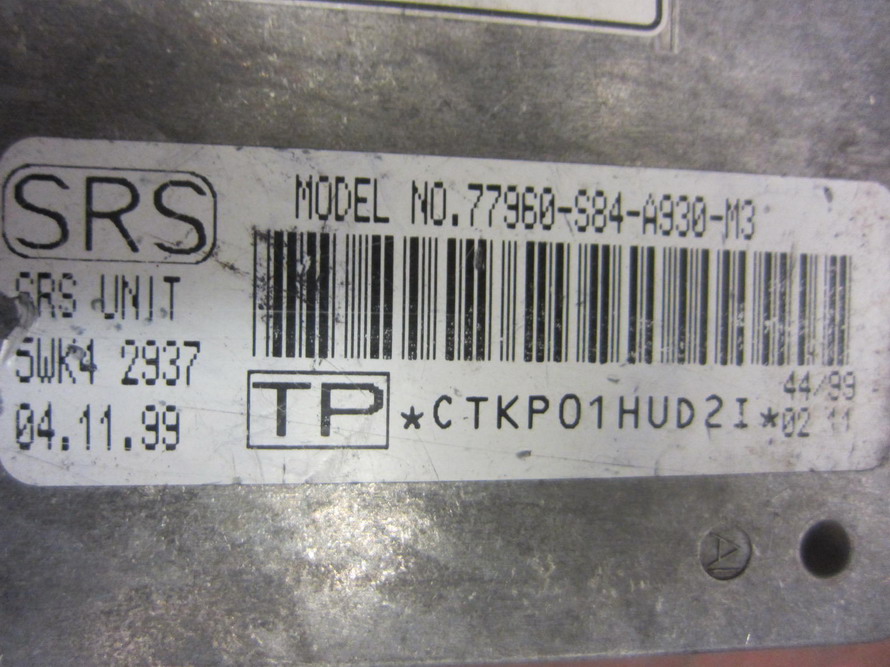 SRS
MODEL NO.77960-S84-A930-M3
SRS UNIT
5WK4 2937
04.11.99
TP
*CTKP01HUD2I*
44/99
02 11
A